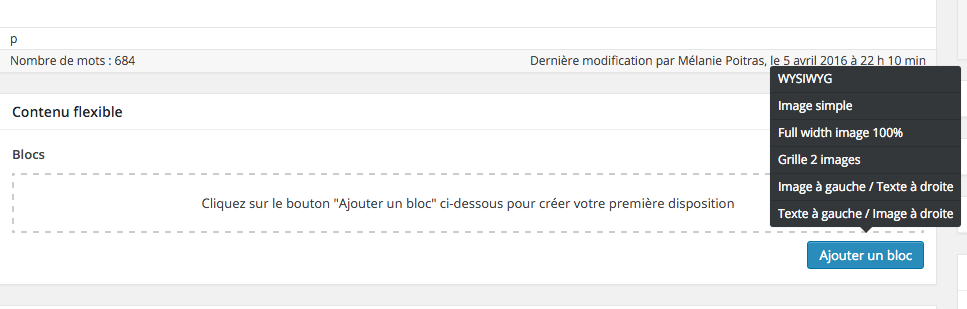 p
Nombre de mots : 684
Dernière modification par Mélanie Poitras, le 5 avril 2016 à 22 h 10 min
WYSIWYG
Image simple
Full width image 100%
Grille 2 images
Image à gauche / Texte à droite
Texte à gauche / Image à droite
Contenu flexible
Blocs
Cliquez sur le bouton "Ajouter un bloc" ci-dessous pour créer votre première disposition
Ajouter un bloc